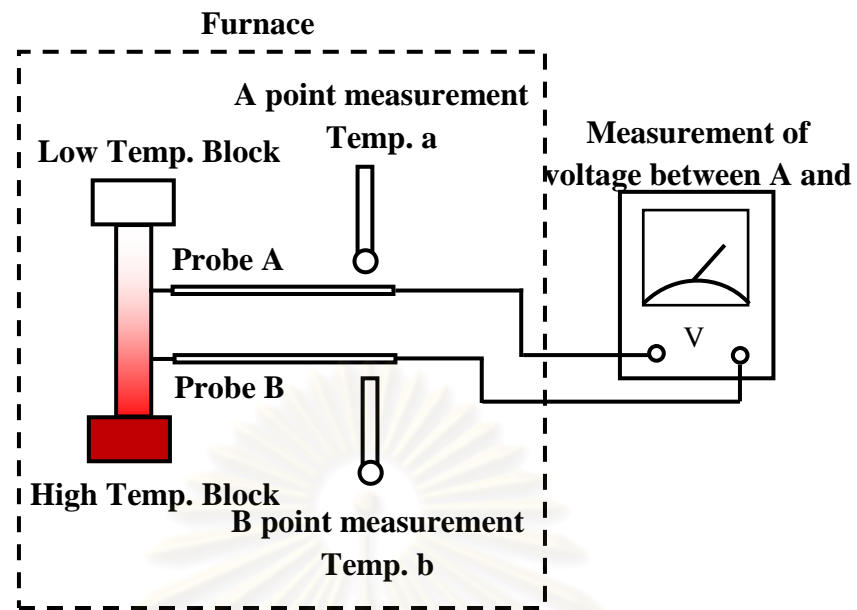 Furnace
A point measurement
Temp. a
Measurement of
voltage between A and
Low Temp. Block
Probe A
V
Probe B
High Temp. Block
B point measurement
Temp. b